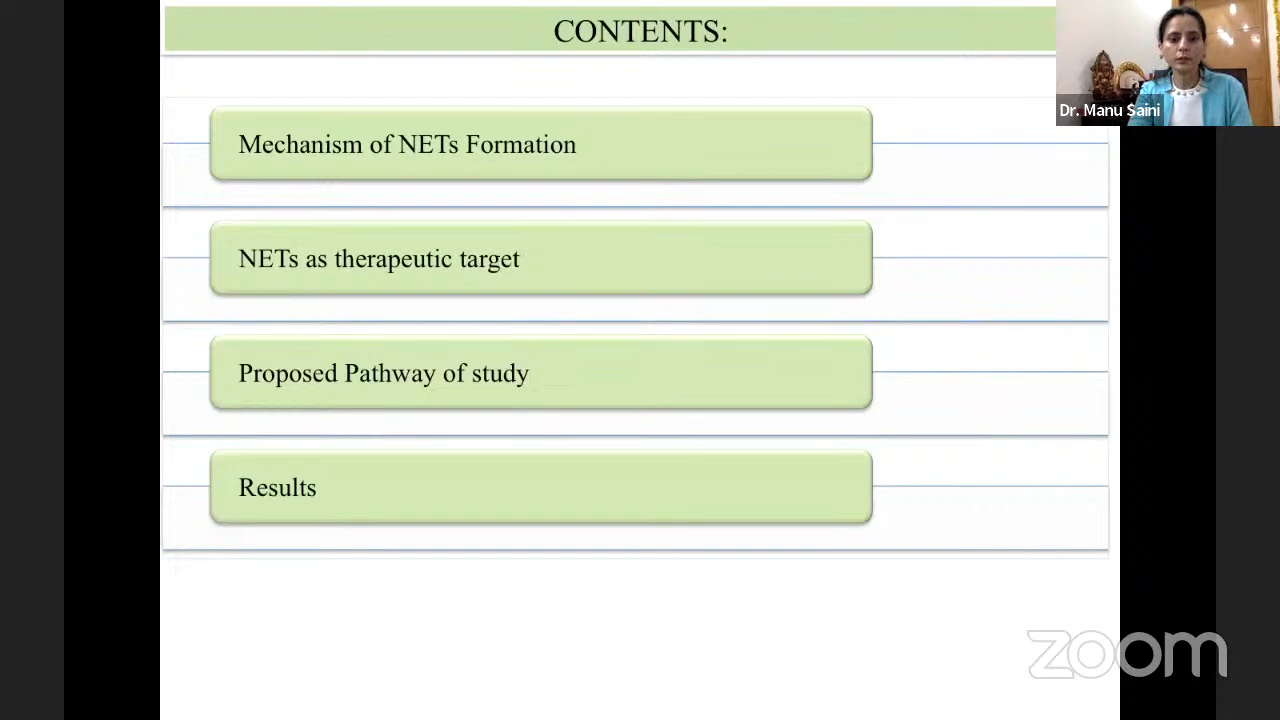 CONTENTS:
Dr. Manu Saini
Mechanism of NETs Formation
NETs as therapeutic target
Proposed Pathway of study
Results
zoom